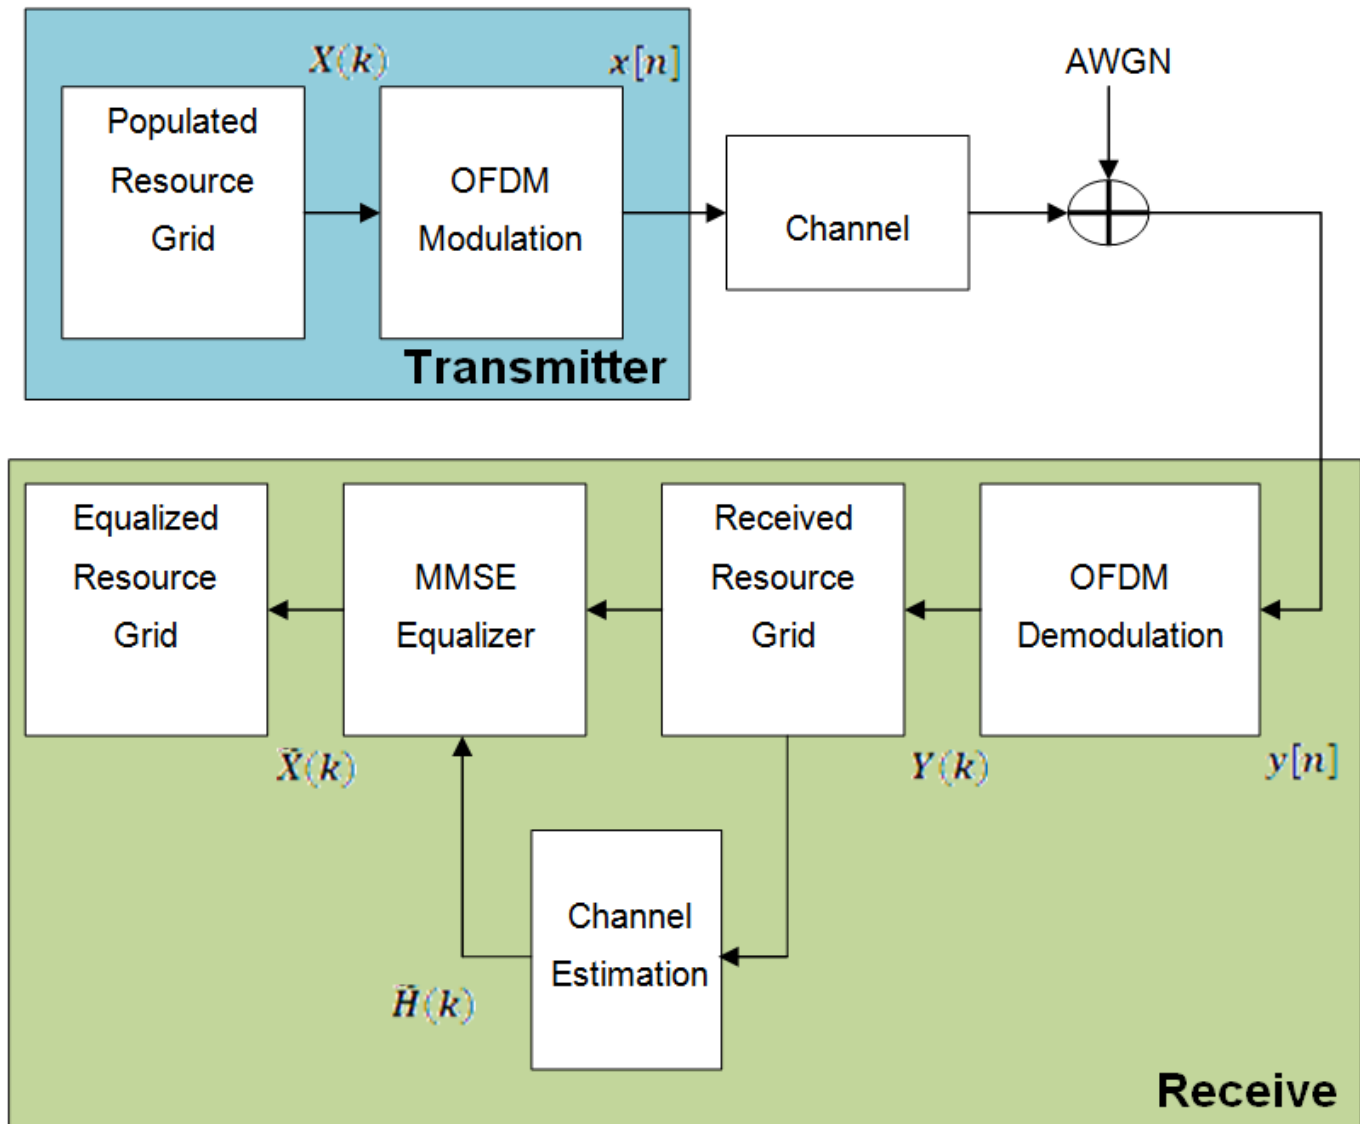 X(k)
x[n]
AWGN
Populated
Resource
Grid
OFDM
Modulation
Channel
Transmitter
Equalized
Resource
Grid
MMSE
Equalizer
Received
Resource
Grid
OFDM
Demodulation
X̂(k)
Y(k)
y[n]
Channel
Estimation
Ĥ(k)
Receive